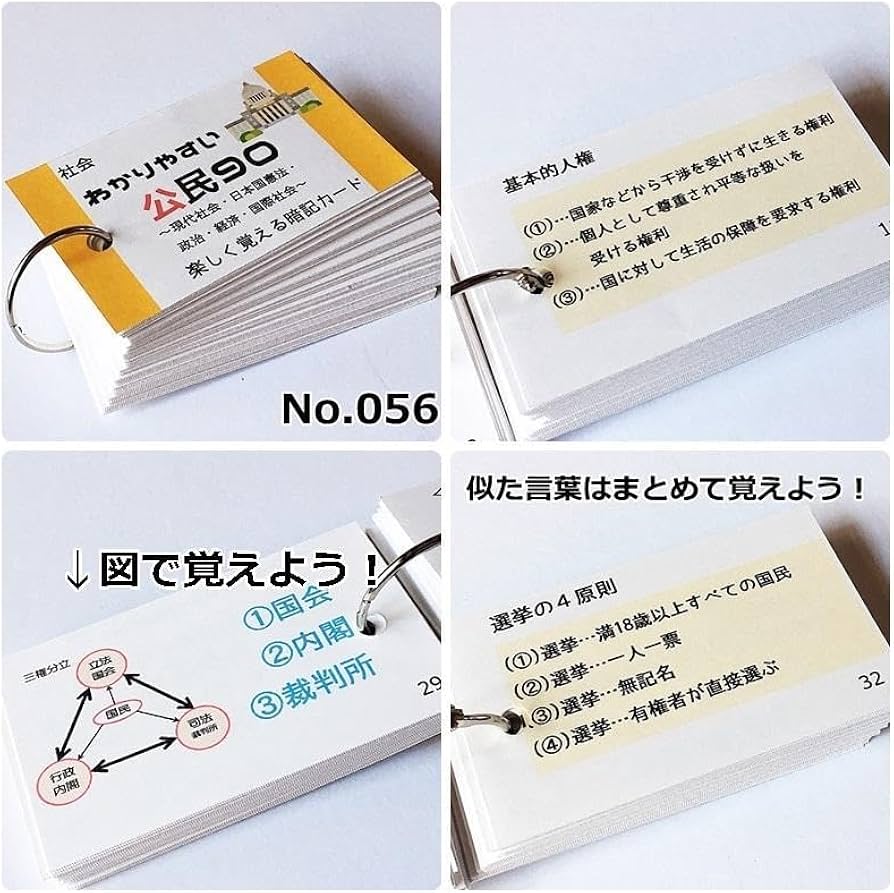 社会
わかりやすい
公民90
～現代社会・日本国憲法・
政治・経済・国際社会～
楽しく覚える暗記カード
No.056
基本的人権
(①)…国家などから干渉を受けずに生きる権利
(②)…個人として尊重され平等な扱いを
受ける権利
(③)…国に対して生活の保障を要求する権利
1
↓図で覚えよう！
三権分立
立法
国会
国民
司法
裁判所
行政
内閣
①国会
②内閣
③裁判所
29
似た言葉はまとめて覚えよう！
選挙の４原則
(①)選挙…満18歳以上すべての国民
(②)選挙…一人一票
(③)選挙…無記名
(④)選挙…有権者が直接選ぶ
32